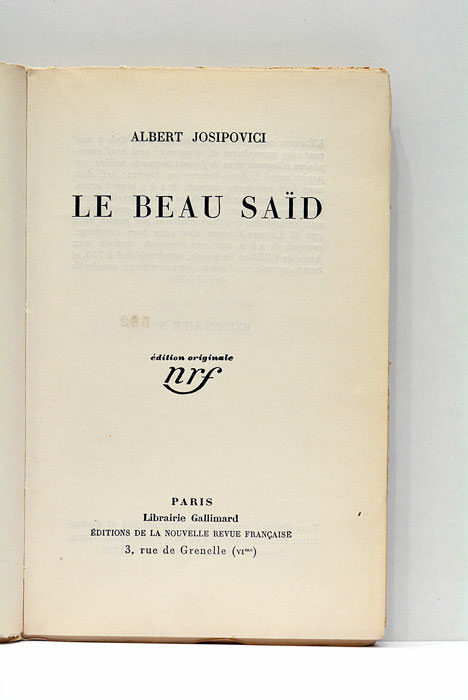 ALBERT JOSIPOVICI
LE BEAU SAÏD
édition originale
nrf
PARIS
Librairie Gallimard
ÉDITIONS DE LA NOUVELLE REVUE FRANÇAISE
3, rue de Grenelle (VIme)